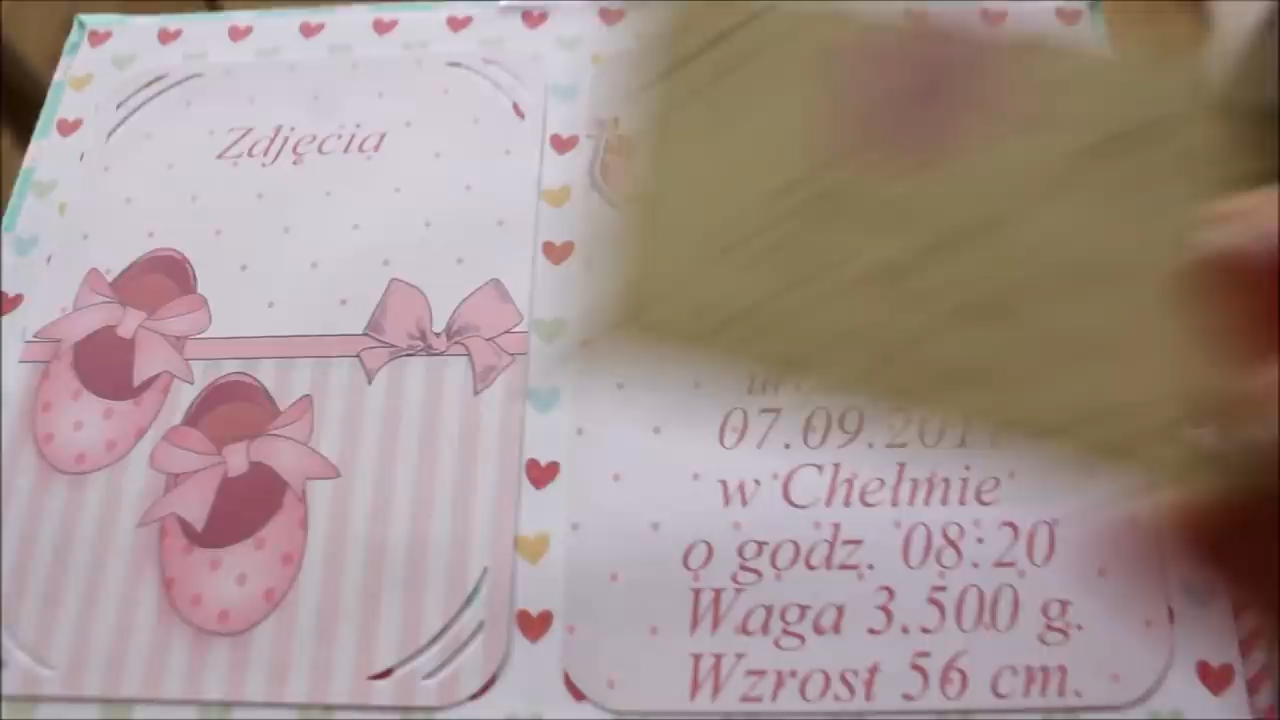 Zdjęcia
w Chełmie
o godz. 08:20
Waga 3.500 g.
Wzrost 56 cm.